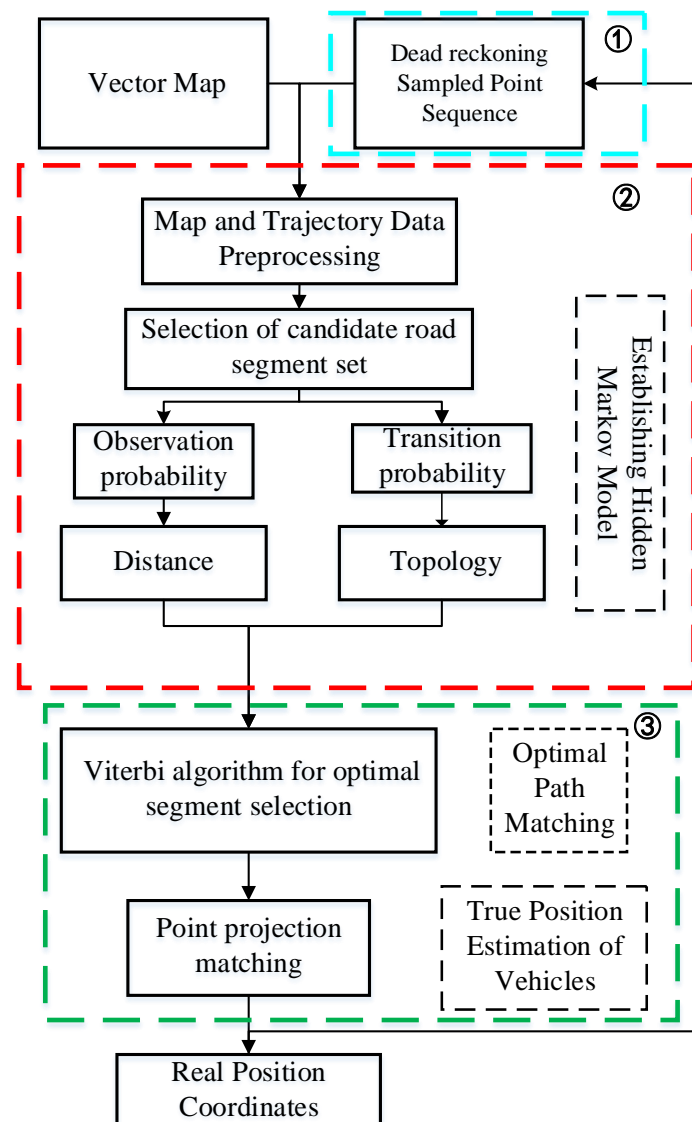 ①
Vector Map
Dead reckoning
Sampled Point
Sequence
②
Map and Trajectory Data
Preprocessing
Selection of candidate road
segment set
Observation
probability
Transition
probability
Distance
Topology
Establishing Hidden
Markov Model
③
Viterbi algorithm for optimal
segment selection
Optimal
Path
Matching
Point projection
matching
True Position
Estimation of
Vehicles
Real Position
Coordinates